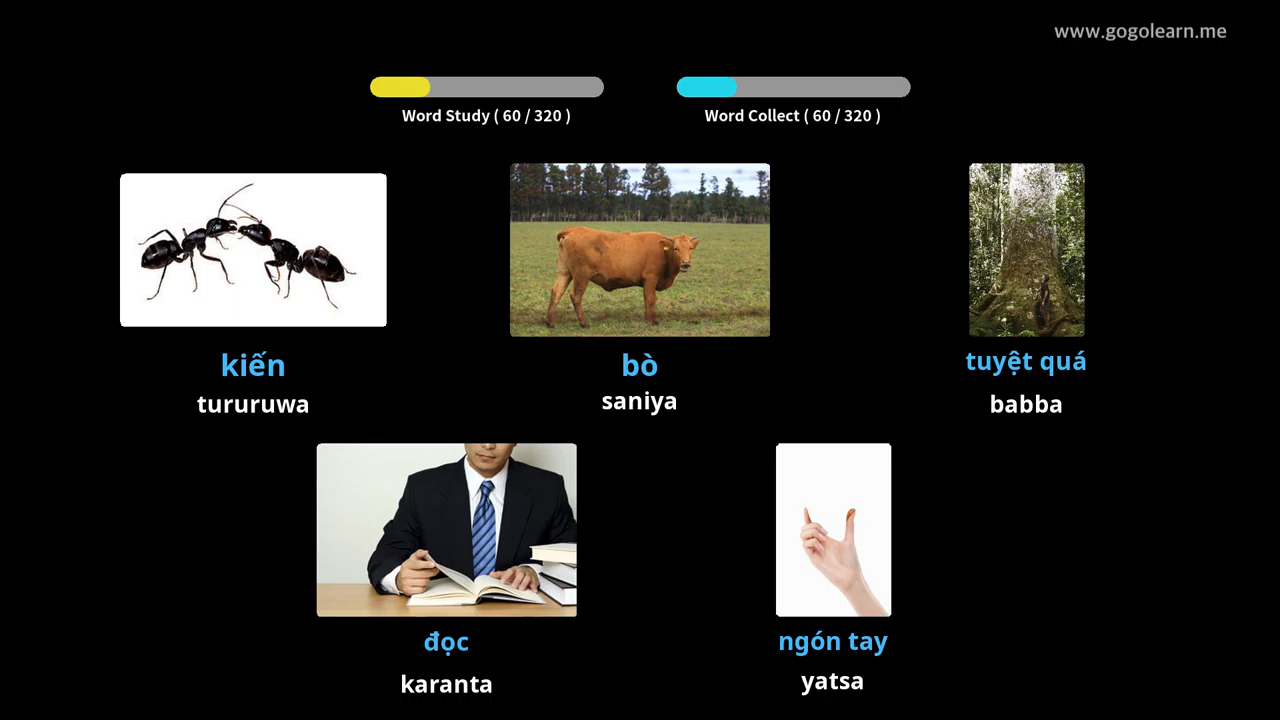 www.gogolearn.me
Word Study ( 60 / 320 )
Word Collect ( 60 / 320 )
kiến
tururuwa
bò
saniya
tuyệt quá
babba
đọc
karanta
ngón tay
yatsa